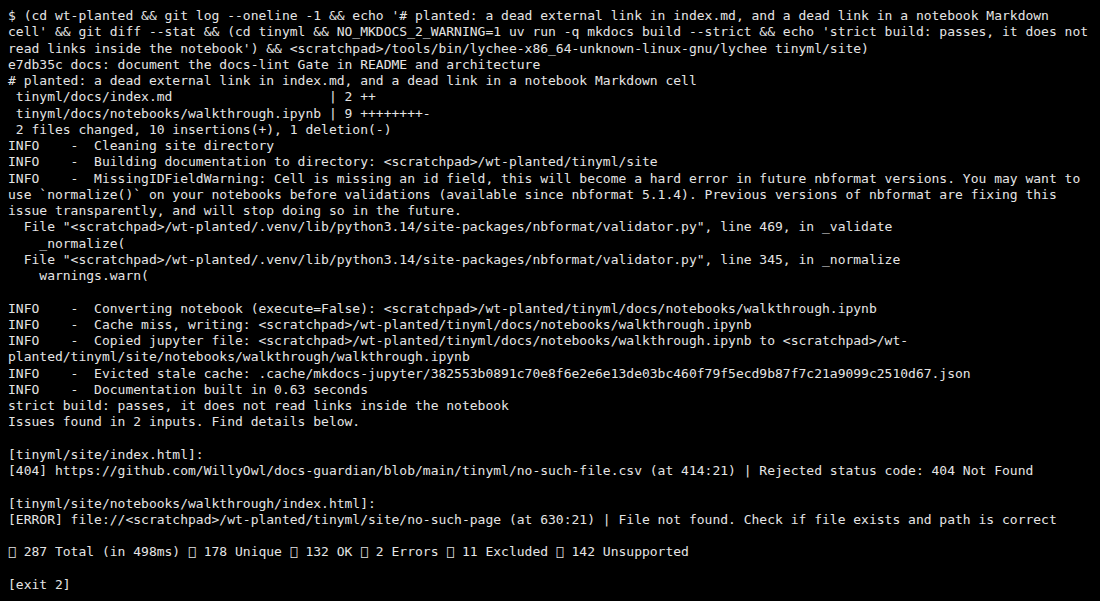 $ (cd wt-planted && git log --oneline -1 && echo '# planted: a dead external link in index.md, and a dead link in a notebook Markdown
cell' && git diff --stat && (cd tinyml && NO_MKDOCS_2_WARNING=1 uv run -q mkdocs build --strict && echo 'strict build: passes, it does not
read links inside the notebook') && <scratchpad>/tools/bin/lychee-x86_64-unknown-linux-gnu/lychee tinyml/site)
e7db35c docs: document the docs-lint Gate in README and architecture
# planted: a dead external link in index.md, and a dead link in a notebook Markdown cell
 tinyml/docs/index.md                    | 2 ++
 tinyml/docs/notebooks/walkthrough.ipynb | 9 ++++++++-
 2 files changed, 10 insertions(+), 1 deletion(-)
INFO    -  Cleaning site directory
INFO    -  Building documentation to directory: <scratchpad>/wt-planted/tinyml/site
INFO    -  MissingIDFieldWarning: Cell is missing an id field, this will become a hard error in future nbformat versions. You may want to
use `normalize()` on your notebooks before validations (available since nbformat 5.1.4). Previous versions of nbformat are fixing this
issue transparently, and will stop doing so in the future.
  File "<scratchpad>/wt-planted/.venv/lib/python3.14/site-packages/nbformat/validator.py", line 469, in _validate
    _normalize(
  File "<scratchpad>/wt-planted/.venv/lib/python3.14/site-packages/nbformat/validator.py", line 345, in _normalize
    warnings.warn(

INFO    -  Converting notebook (execute=False): <scratchpad>/wt-planted/tinyml/docs/notebooks/walkthrough.ipynb
INFO    -  Cache miss, writing: <scratchpad>/wt-planted/tinyml/docs/notebooks/walkthrough.ipynb
INFO    -  Copied jupyter file: <scratchpad>/wt-planted/tinyml/docs/notebooks/walkthrough.ipynb to <scratchpad>/wt-
planted/tinyml/site/notebooks/walkthrough/walkthrough.ipynb
INFO    -  Evicted stale cache: .cache/mkdocs-jupyter/382553b0891c70e8f6e2e6e13de03bc460f79f5ecd9b87f7c21a9099c2510d67.json
INFO    -  Documentation built in 0.63 seconds
strict build: passes, it does not read links inside the notebook
Issues found in 2 inputs. Find details below.

[tinyml/site/index.html]:
[404] https://github.com/WillyOwl/docs-guardian/blob/main/tinyml/no-such-file.csv (at 414:21) | Rejected status code: 404 Not Found

[tinyml/site/notebooks/walkthrough/index.html]:
[ERROR] file://<scratchpad>/wt-planted/tinyml/site/no-such-page (at 630:21) | File not found. Check if file exists and path is correct

▯ 287 Total (in 498ms) ▯ 178 Unique ▯ 132 OK ▯ 2 Errors ▯ 11 Excluded ▯ 142 Unsupported

[exit 2]